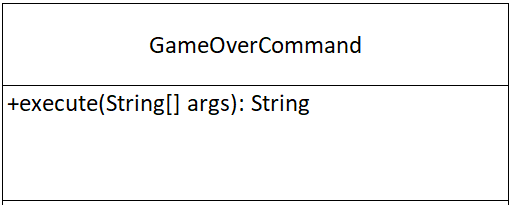 GameOverCommand
+execute(String[] args): String